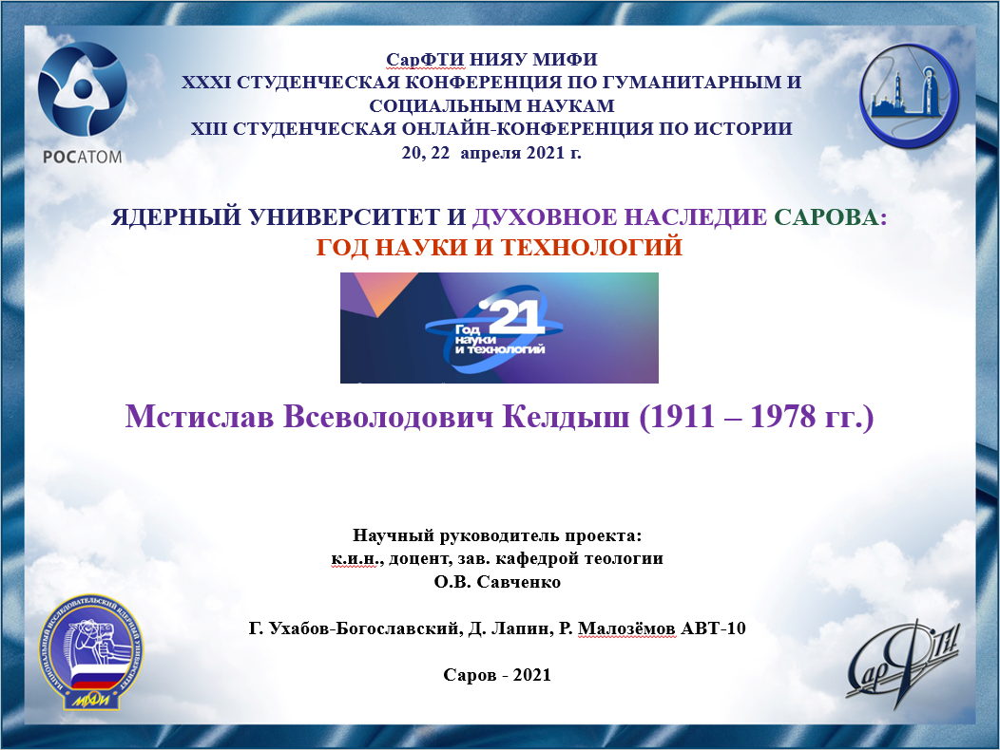 СарФТИ НИЯУ МИФИ
XXXI СТУДЕНЧЕСКАЯ КОНФЕРЕНЦИЯ ПО ГУМАНИТАРНЫМ И
СОЦИАЛЬНЫМ НАУКАМ
XIII СТУДЕНЧЕСКАЯ ОНЛАЙН-КОНФЕРЕНЦИЯ ПО ИСТОРИИ
20, 22 апреля 2021 г.
РОСАТОМ
ЯДЕРНЫЙ УНИВЕРСИТЕТ И ДУХОВНОЕ НАСЛЕДИЕ САРОВА:
ГОД НАУКИ И ТЕХНОЛОГИЙ
'21
Год
науки
и технологий
Мстислав Всеволодович Келдыш (1911 – 1978 гг.)
Научный руководитель проекта:
к.и.н., доцент, зав. кафедрой теологии
О.В. Савченко
Г. Ухабов-Богославский, Д. Лапин, Р. Малозёмов АВТ-10
Саров - 2021
НАЦИОНАЛЬНЫЙ ИССЛЕДОВАТЕЛЬСКИЙ ЯДЕРНЫЙ УНИВЕРСИТЕТ
МИФИ
СарФТИ